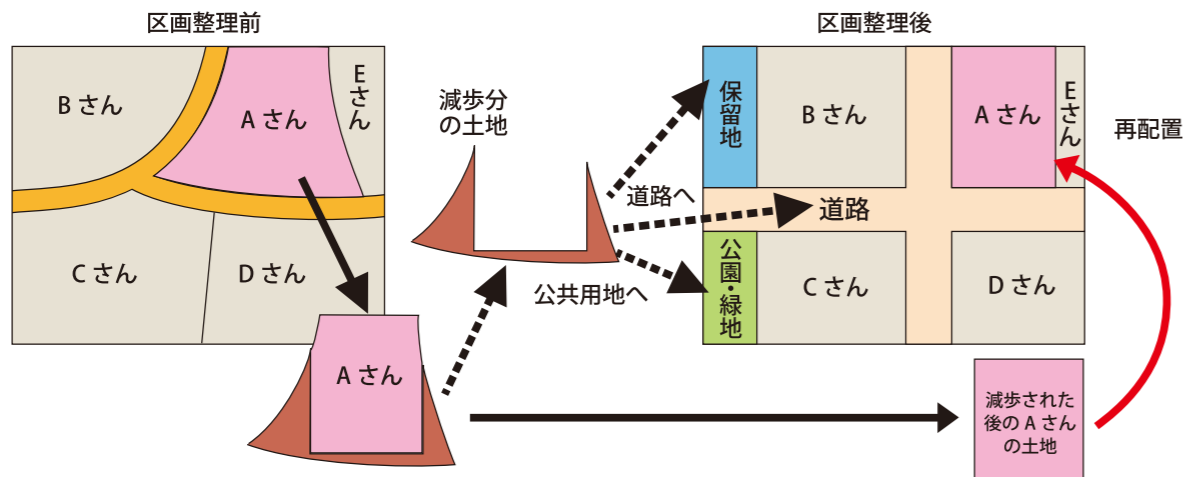 区画整理前
Bさん
Aさん
Eさん
Cさん
Dさん
Aさん
減歩分
の土地
道路へ
公共用地へ
区画整理後
保留地
Bさん
Aさん
Eさん
道路
公園・緑地
Cさん
Dさん
再配置
減歩された
後のAさん
の土地